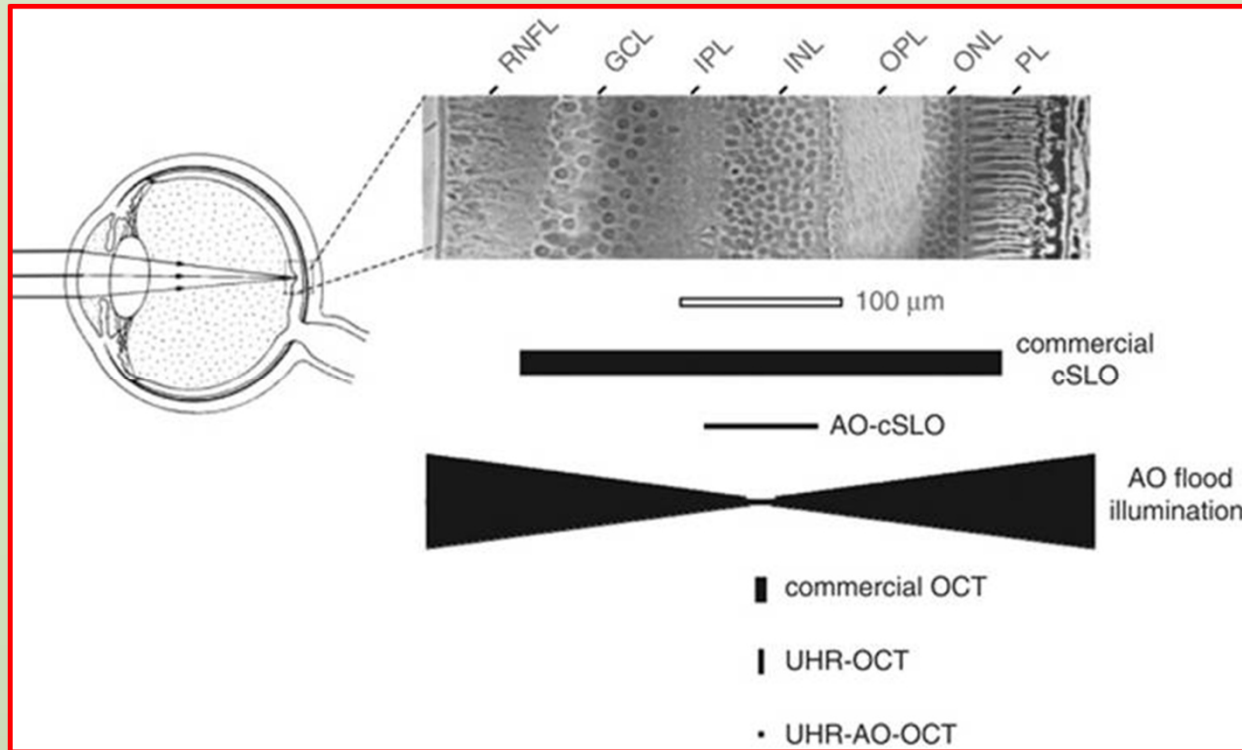 RNFL
GCL
IPL
INL
OPL
ONL
PL
100 μm
commercial
cSLO
AO-cSLO
AO flood
illumination
commercial OCT
UHR-OCT
UHR-AO-OCT